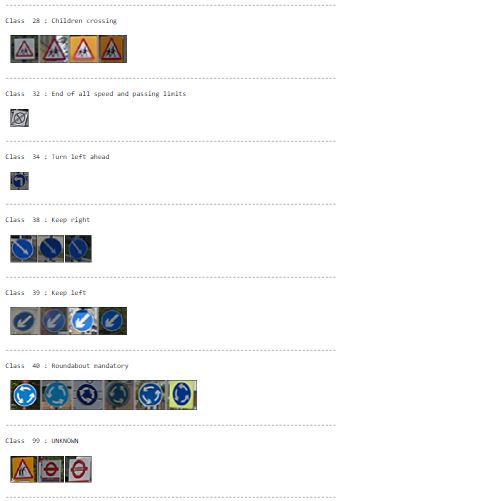 Class 28 : Children crossing
Class 32 : End of all speed and passing limits
Class 34 : Turn left ahead
Class 38 : Keep right
Class 39 : Keep left
Class 40 : Roundabout mandatory
Class 99 : UNKNOWN